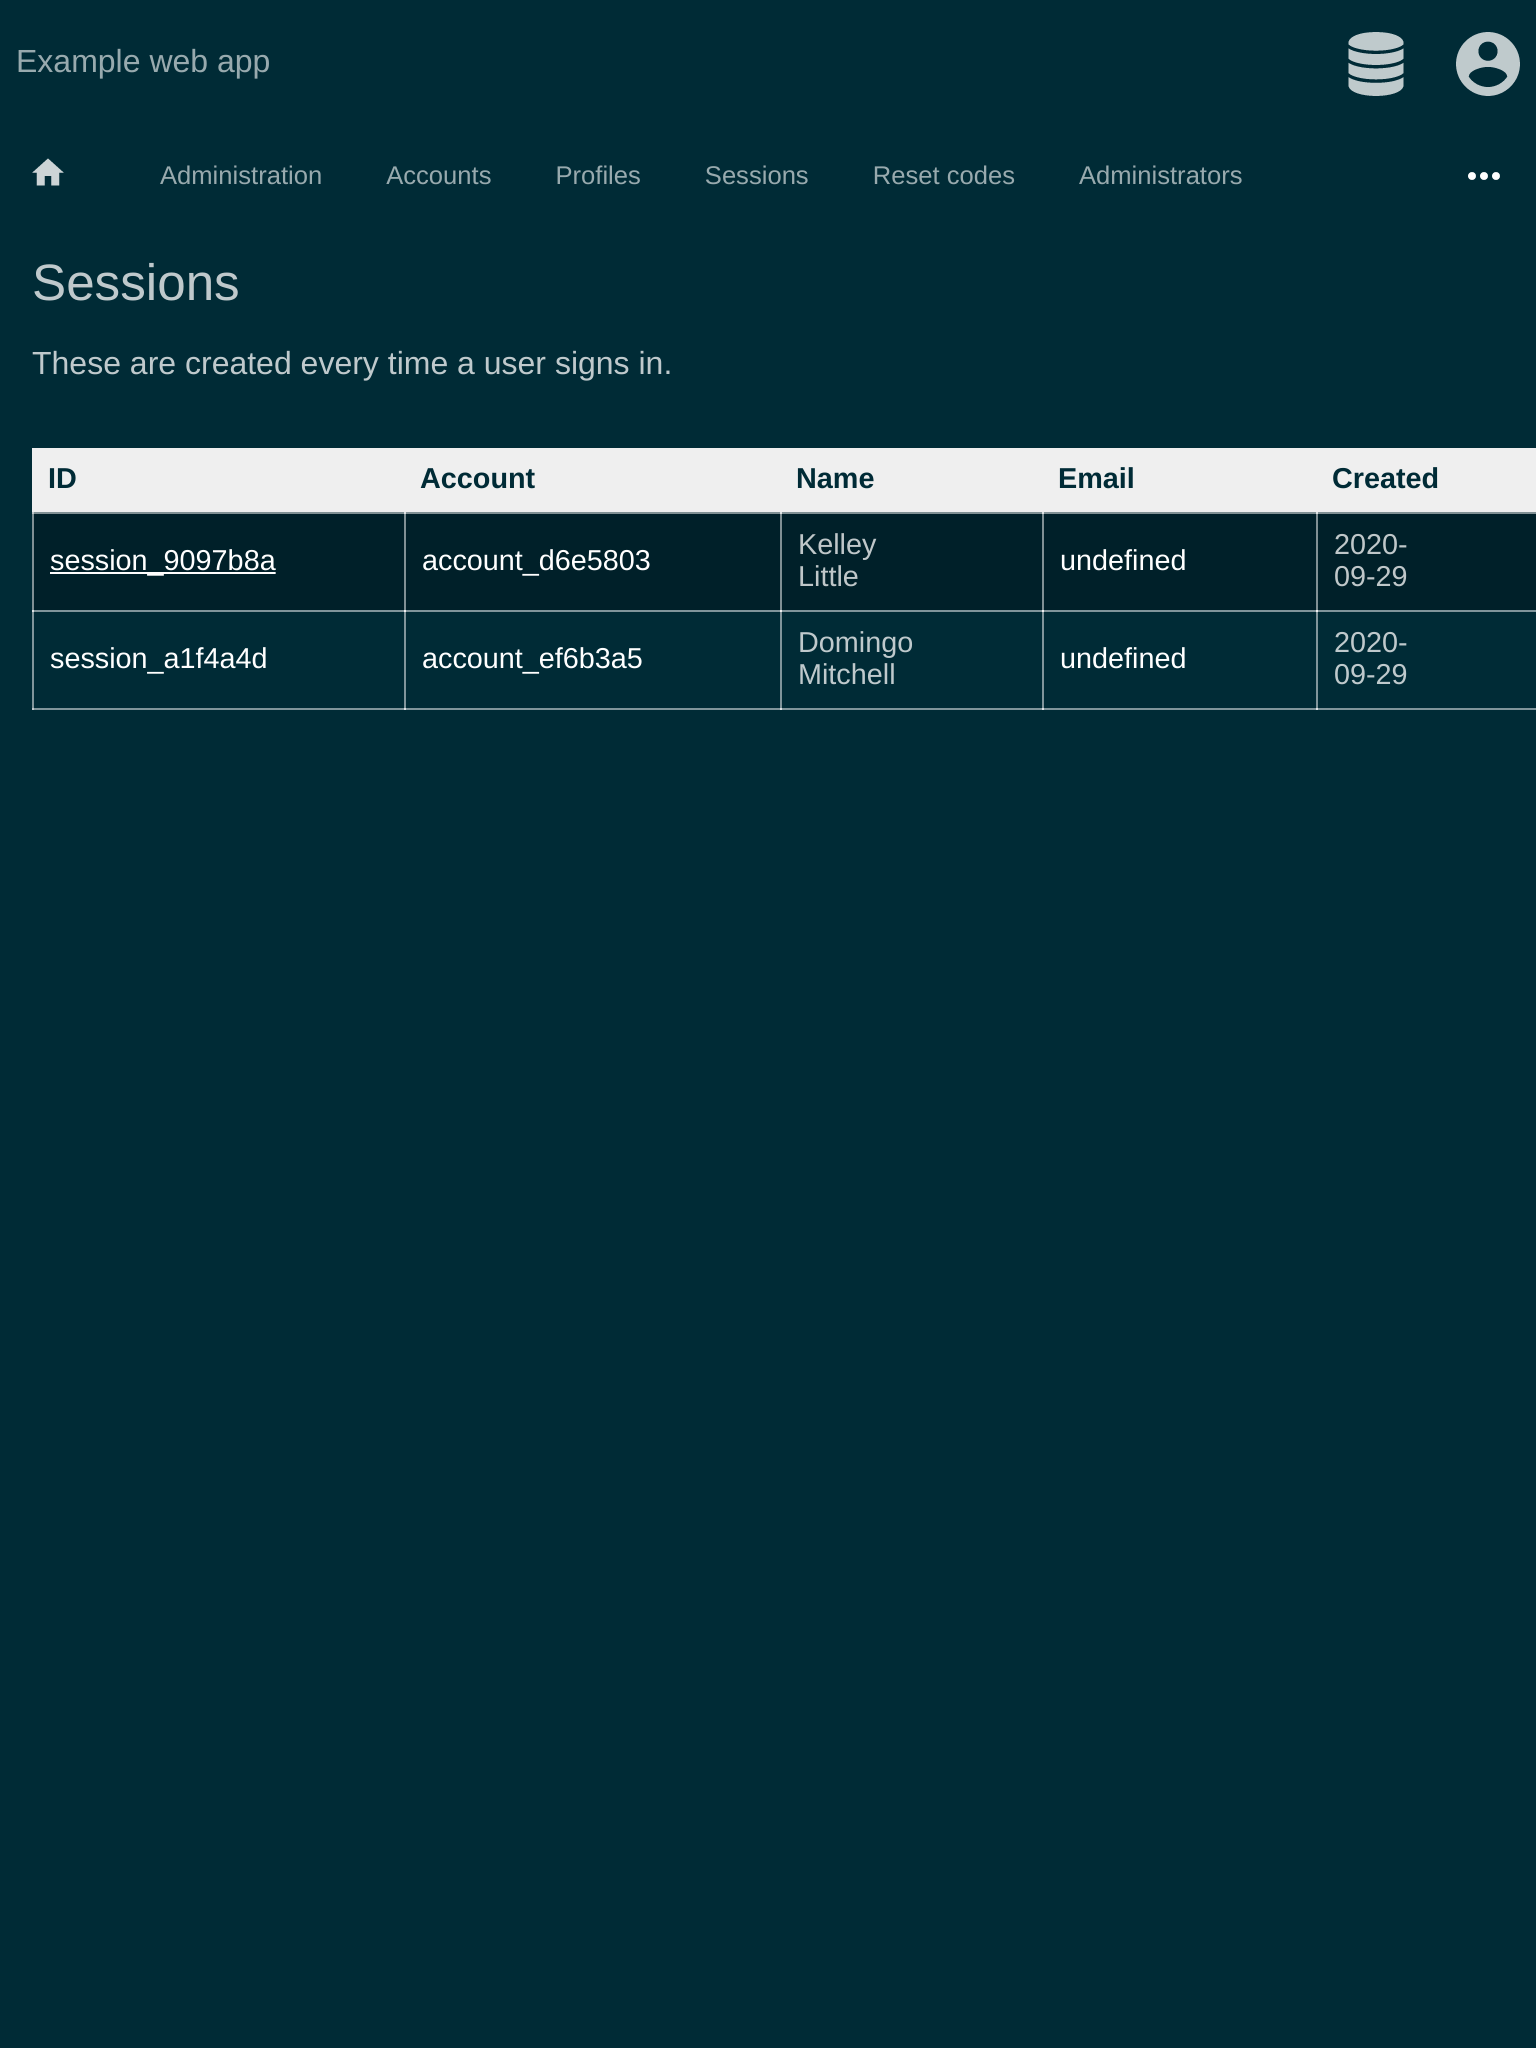 Example web app
Administration Accounts Profiles Sessions Reset codes Administrators
Sessions
These are created every time a user signs in.
ID Account Name Email Created
session_9097b8a account_d6e5803 Kelley Little undefined 2020-09-29
session_a1f4a4d account_ef6b3a5 Domingo Mitchell undefined 2020-09-29